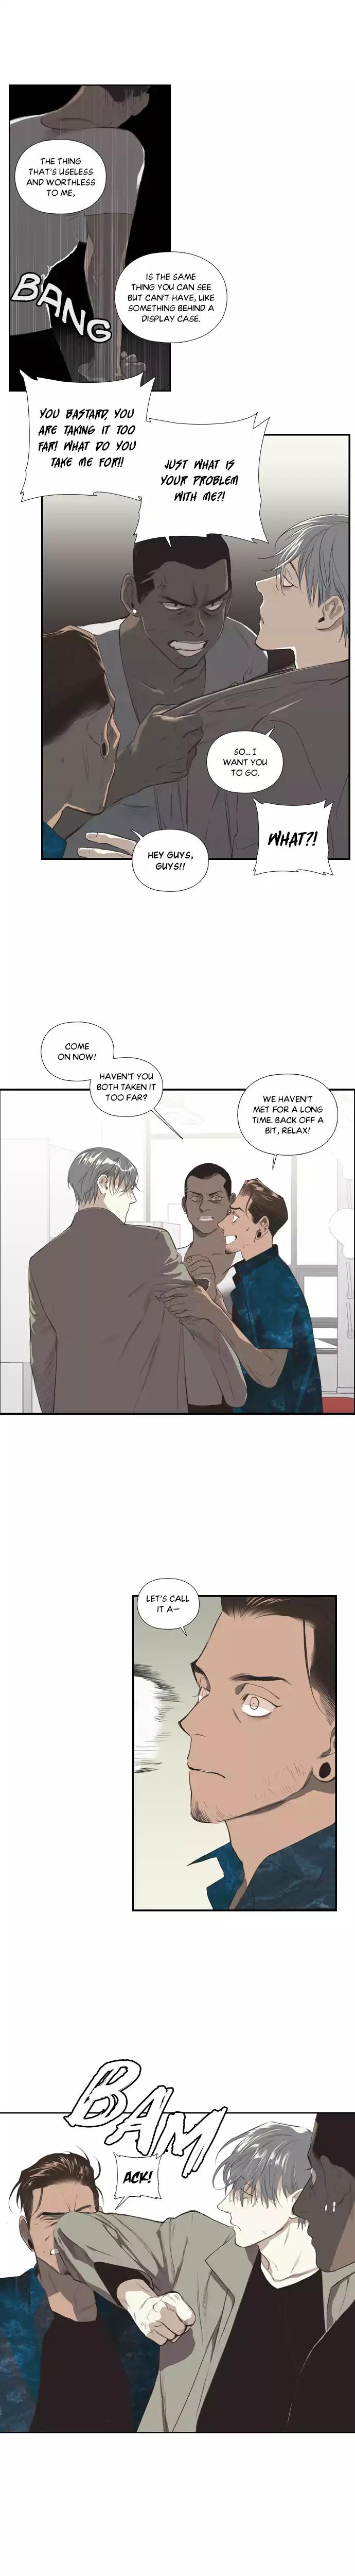 THE THING
THAT'S USELESS
AND WORTHLESS
TO ME,
IS THE SAME
THING YOU CAN SEE
BUT CAN'T HAVE, LIKE
SOMETHING BEHIND A
DISPLAY CASE.
BANG
YOU BASTARD, YOU
ARE TAKING IT TOO
FAR! WHAT DO YOU
TAKE ME FOR!!
JUST WHAT IS
YOUR PROBLEM
WITH ME?!
SO... I
WANT YOU
TO GO.
WHAT?!
HEY GUYS,
GUYS!!
COME
ON NOW!
HAVEN'T YOU
BOTH TAKEN IT
TOO FAR?
WE HAVEN'T
MET FOR A LONG
TIME. BACK OFF A
BIT, RELAX!
LET'S CALL
IT A—
BAM
ACK!